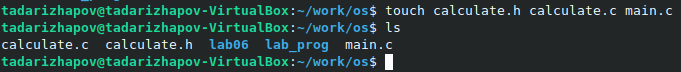 tadarizhapov@tadarizhapov-VirtualBox:~/work/os$ touch calculate.h calculate.c main.c
tadarizhapov@tadarizhapov-VirtualBox:~/work/os$ ls
calculate.c  calculate.h  lab06  lab_prog  main.c
tadarizhapov@tadarizhapov-VirtualBox:~/work/os$